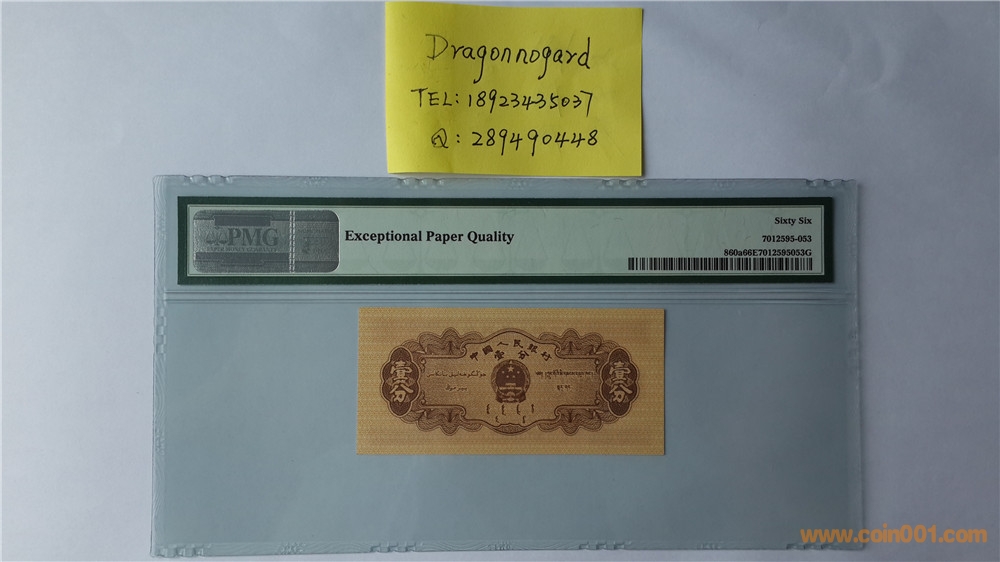 Dragonnogard
TEL: 18923435037
Q: 289490448
PMG
Exceptional Paper Quality
Sixty Six
7012595-053
860a66E7012595053G
中國人民銀行
壹分
壹分
壹分
www.coin001.com